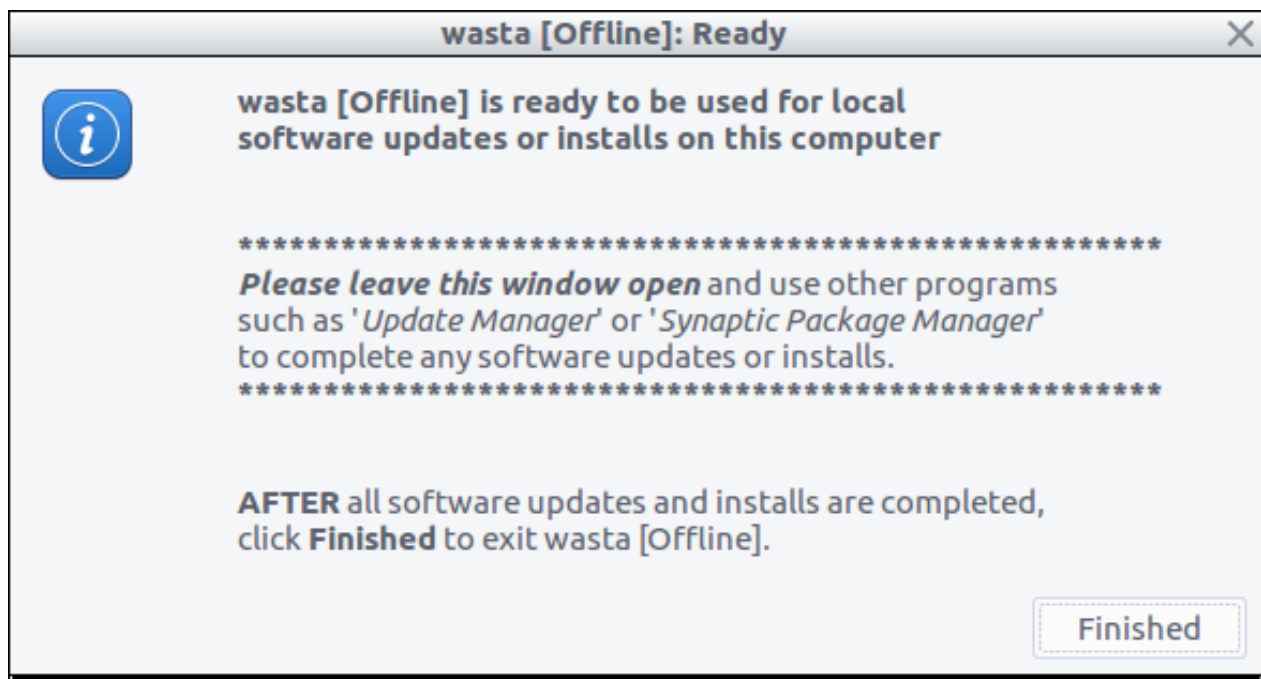 wasta [Offline]: Ready
wasta [Offline] is ready to be used for local
software updates or installs on this computer
******************************************************
Please leave this window open and use other programs
such as 'Update Manager' or 'Synaptic Package Manager'
to complete any software updates or installs.
******************************************************
AFTER all software updates and installs are completed,
click Finished to exit wasta [Offline].
Finished